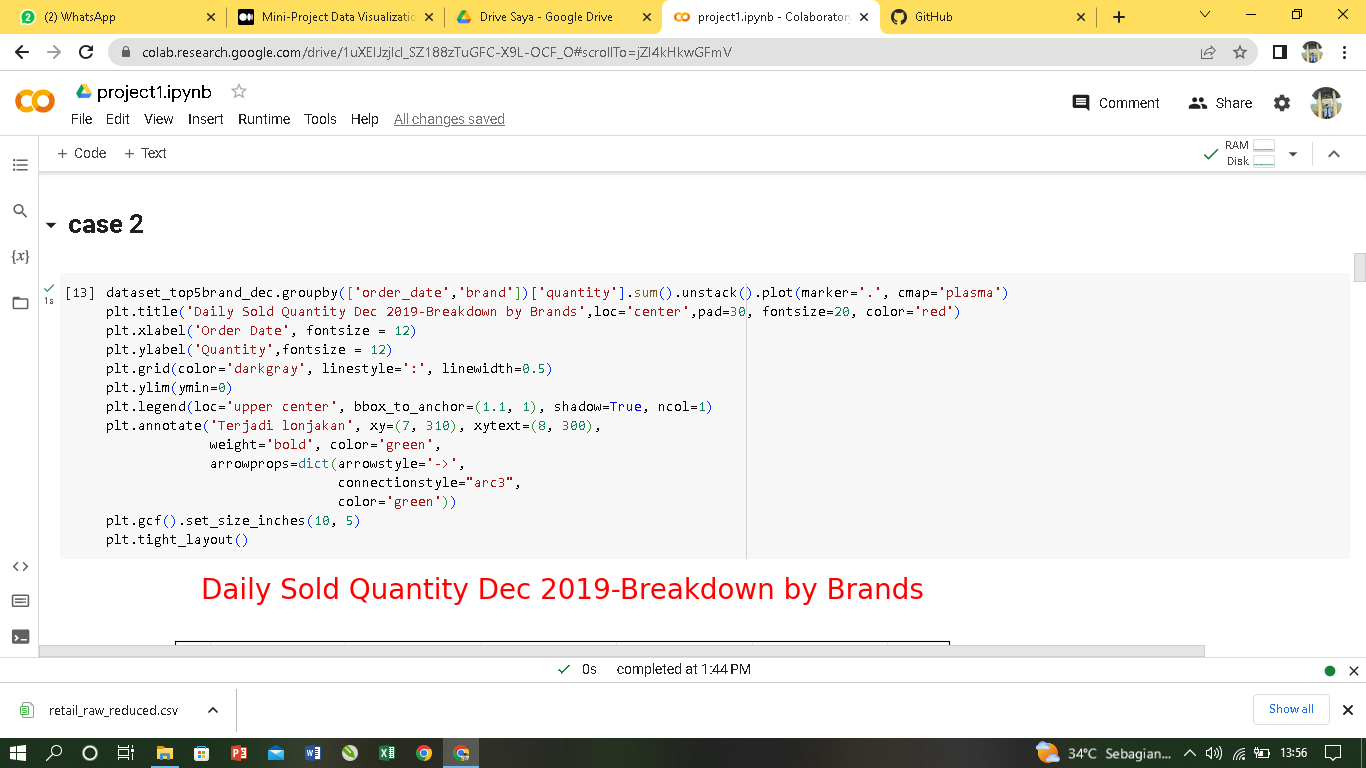 (2) WhatsApp
Mini-Project Data Visualizatio
Drive Saya - Google Drive
project1.ipynb - Colaboratory
GitHub
colab.research.google.com/drive/1uXEIJzjIcl_SZ188zTuGFC-X9L-OCF_O#scrollTo=jZI4kHkwGFmV
project1.ipynb
Comment
Share
File Edit View Insert Runtime Tools Help All changes saved
+ Code + Text
RAM
Disk
case 2
1s
[13] dataset_top5brand_dec.groupby(['order_date','brand'])['quantity'].sum().unstack().plot(marker='.', cmap='plasma')
plt.title('Daily Sold Quantity Dec 2019-Breakdown by Brands',loc='center',pad=30, fontsize=20, color='red')
plt.xlabel('Order Date', fontsize = 12)
plt.ylabel('Quantity',fontsize = 12)
plt.grid(color='darkgray', linestyle=':', linewidth=0.5)
plt.ylim(ymin=0)
plt.legend(loc='upper center', bbox_to_anchor=(1.1, 1), shadow=True, ncol=1)
plt.annotate('Terjadi lonjakan', xy=(7, 310), xytext=(8, 300),
weight='bold', color='green',
arrowprops=dict(arrowstyle='->',
connectionstyle="arc3",
color='green'))
plt.gcf().set_size_inches(10, 5)
plt.tight_layout()
Daily Sold Quantity Dec 2019-Breakdown by Brands
0s completed at 1:44 PM
retail_raw_reduced.csv
Show all
34°C Sebagian... 13:56